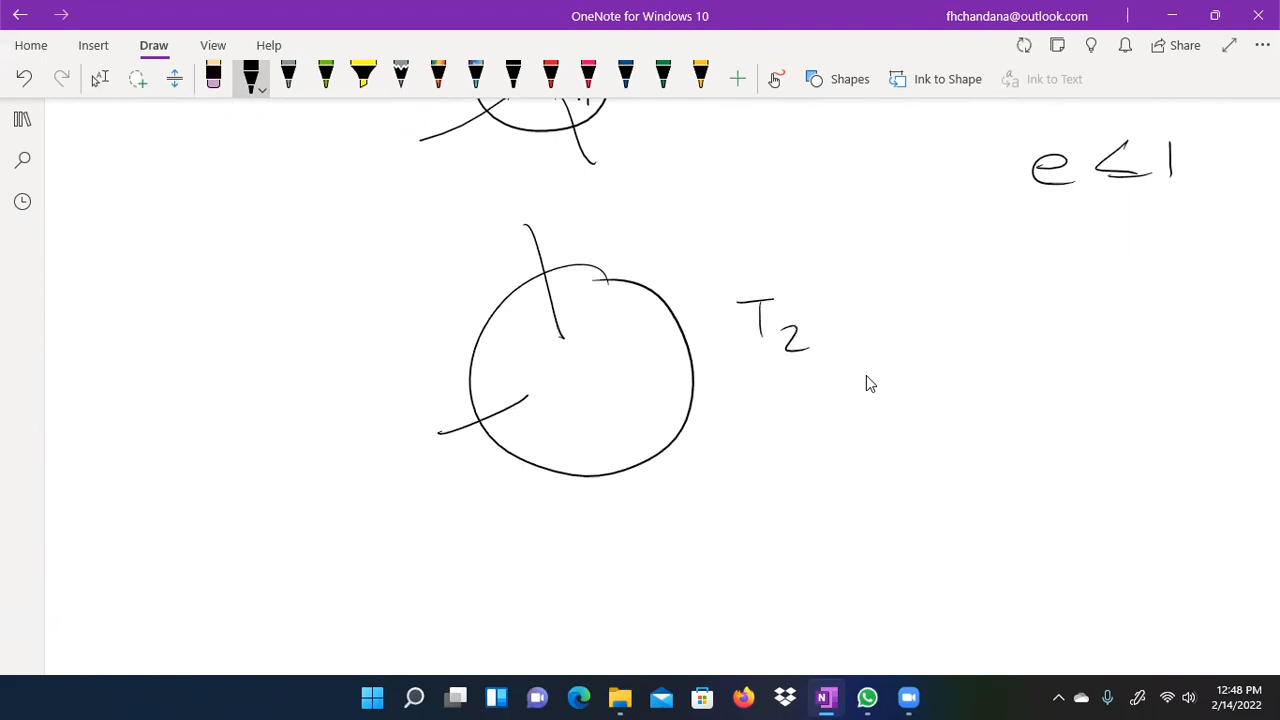 OneNote for Windows 10
fhchandana@outlook.com
Home Insert Draw View Help
Share
Shapes Ink to Shape Ink to Text
e ≤ 1
T₂
12:48 PM
2/14/2022